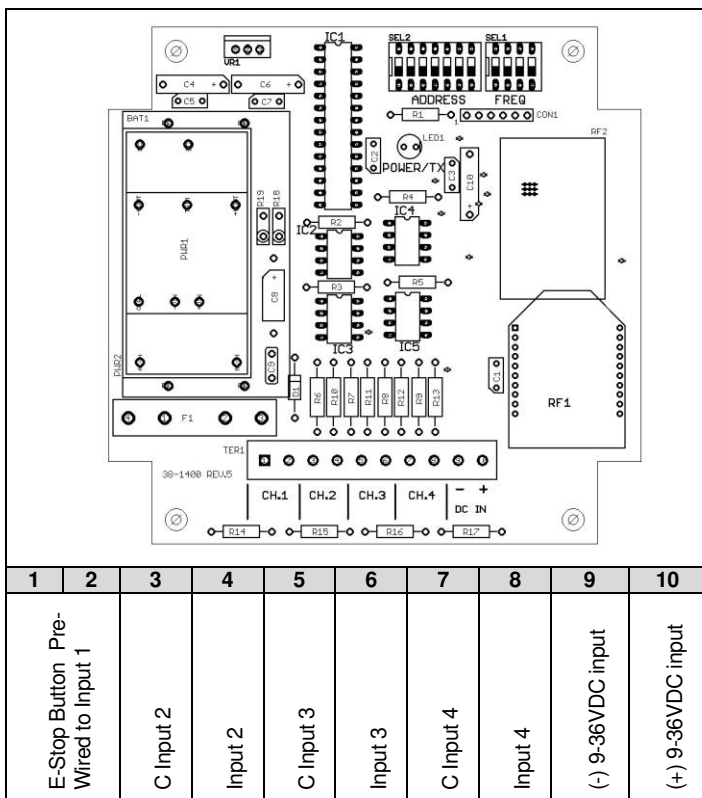 VR1
IC1
SEL2
SEL1
C4 +
C6 +
C5
C7
ADDRESS
FREQ
R1
1
CON1
BAT1
LED1
RF2
C2
POWER/TX
C3
C10
+
R19
R18
R4
R2
IC4
IC2
PWR1
R5
R3
+
C8
IC3
IC5
PWR2
C9
D1
R6
R10
R7
R11
R8
R12
R9
R13
C1
RF1
F1
TER1
38-1400 REV.5
CH.1
CH.2
CH.3
CH.4
- +
DC IN
R14
R15
R16
R17
1 2 3 4 5 6 7 8 9 10
E-Stop Button Pre-
Wired to Input 1
C Input 2
Input 2
C Input 3
Input 3
C Input 4
Input 4
(-) 9-36VDC input
(+) 9-36VDC input